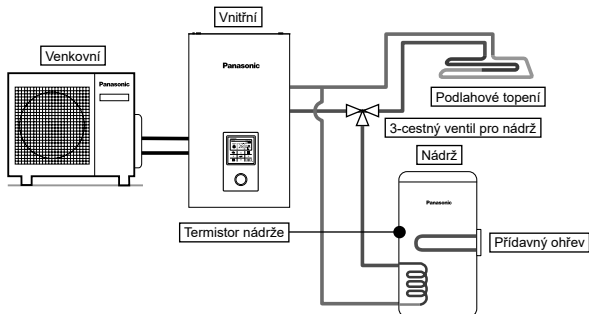 Vnitřní
Venkovní
Panasonic
Panasonic
Podlahové topení
3-cestný ventil pro nádrž
Nádrž
Panasonic
Termistor nádrže
Přídavný ohřev